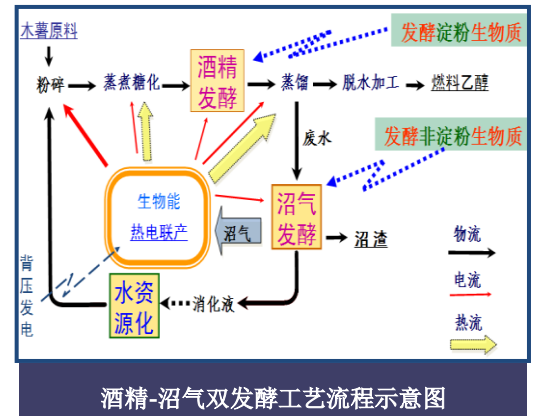 木薯原料
发酵淀粉生物质
粉碎
蒸煮糖化
酒精
发酵
蒸馏
脱水加工
燃料乙醇
废水
发酵非淀粉生物质
生物能
热电联产
沼气
沼气
发酵
沼渣
物流
电流
热流
背
压
发
电
水资
源化
消化液
酒精-沼气双发酵工艺流程示意图